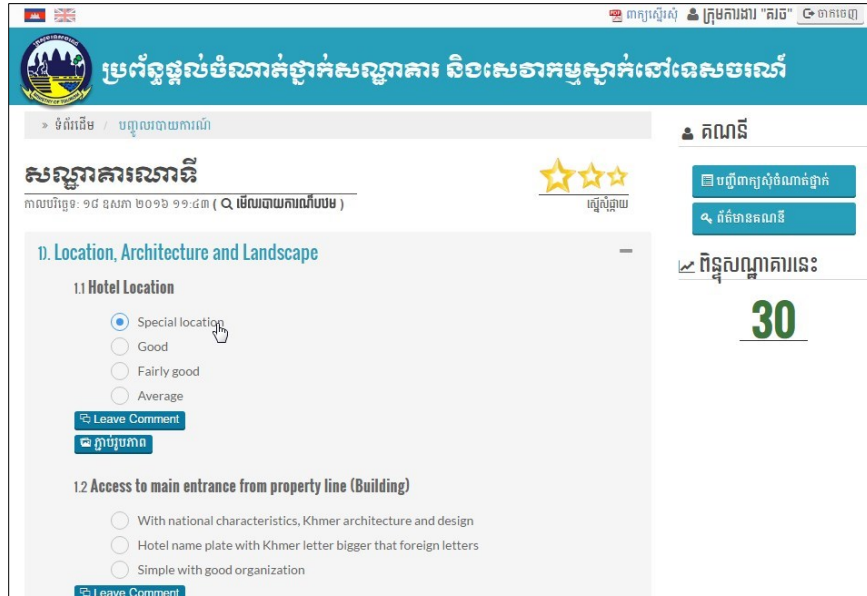 ពាក្យស្នើរសុំ ក្រុមការងារ "គរច" ចាកចេញ
ប្រព័ន្ធផ្តល់ចំណាត់ថ្នាក់សណ្ឋាគារ និងសេវាកម្មស្នាក់នៅទេសចរណ៍
» ទំព័រដើម / បញ្ចូលរបាយការណ៍
សណ្ឋាគារណាឌី
កាលបរិច្ឆេទ: ១៨ ឧសភា ២០១៦ ១១:៤៣ ( មើលរបាយការណ៍បឋម )
ស្នើសុំផ្កាយ
1). Location, Architecture and Landscape
1.1 Hotel Location
Special location
Good
Fairly good
Average
Leave Comment
ភ្ជាប់រូបភាព
1.2 Access to main entrance from property line (Building)
With national characteristics, Khmer architecture and design
Hotel name plate with Khmer letter bigger that foreign letters
Simple with good organization
Leave Comment
គណនី
បញ្ជីពាក្យសុំចំណាត់ថ្នាក់
ព័ត៌មានគណនី
ពិន្ទុសណ្ឋាគារនេះ
30